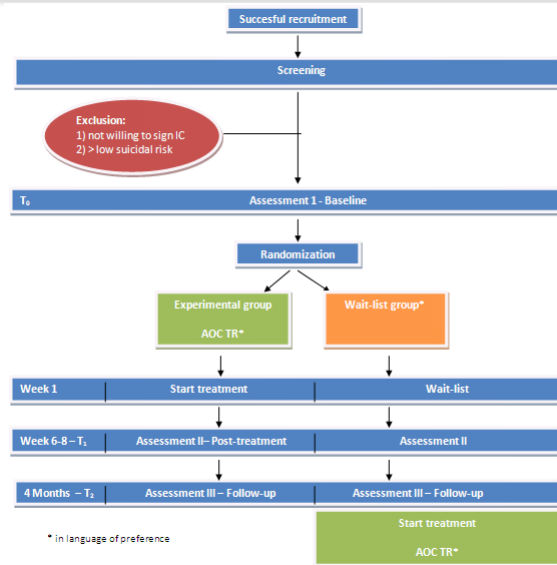 Succesful recruitment
Screening
Exclusion:
1) not willing to sign IC
2) > low suicidal risk
T₀ Assessment 1 - Baseline
Randomization
Experimental group
AOC TR*
Wait-list group*
Week 1 Start treatment Wait-list
Week 6-8 – T₁ Assessment II– Post-treatment Assessment II
4 Months – T₂ Assessment III – Follow-up Assessment III – Follow-up
Start treatment
AOC TR*
* in language of preference